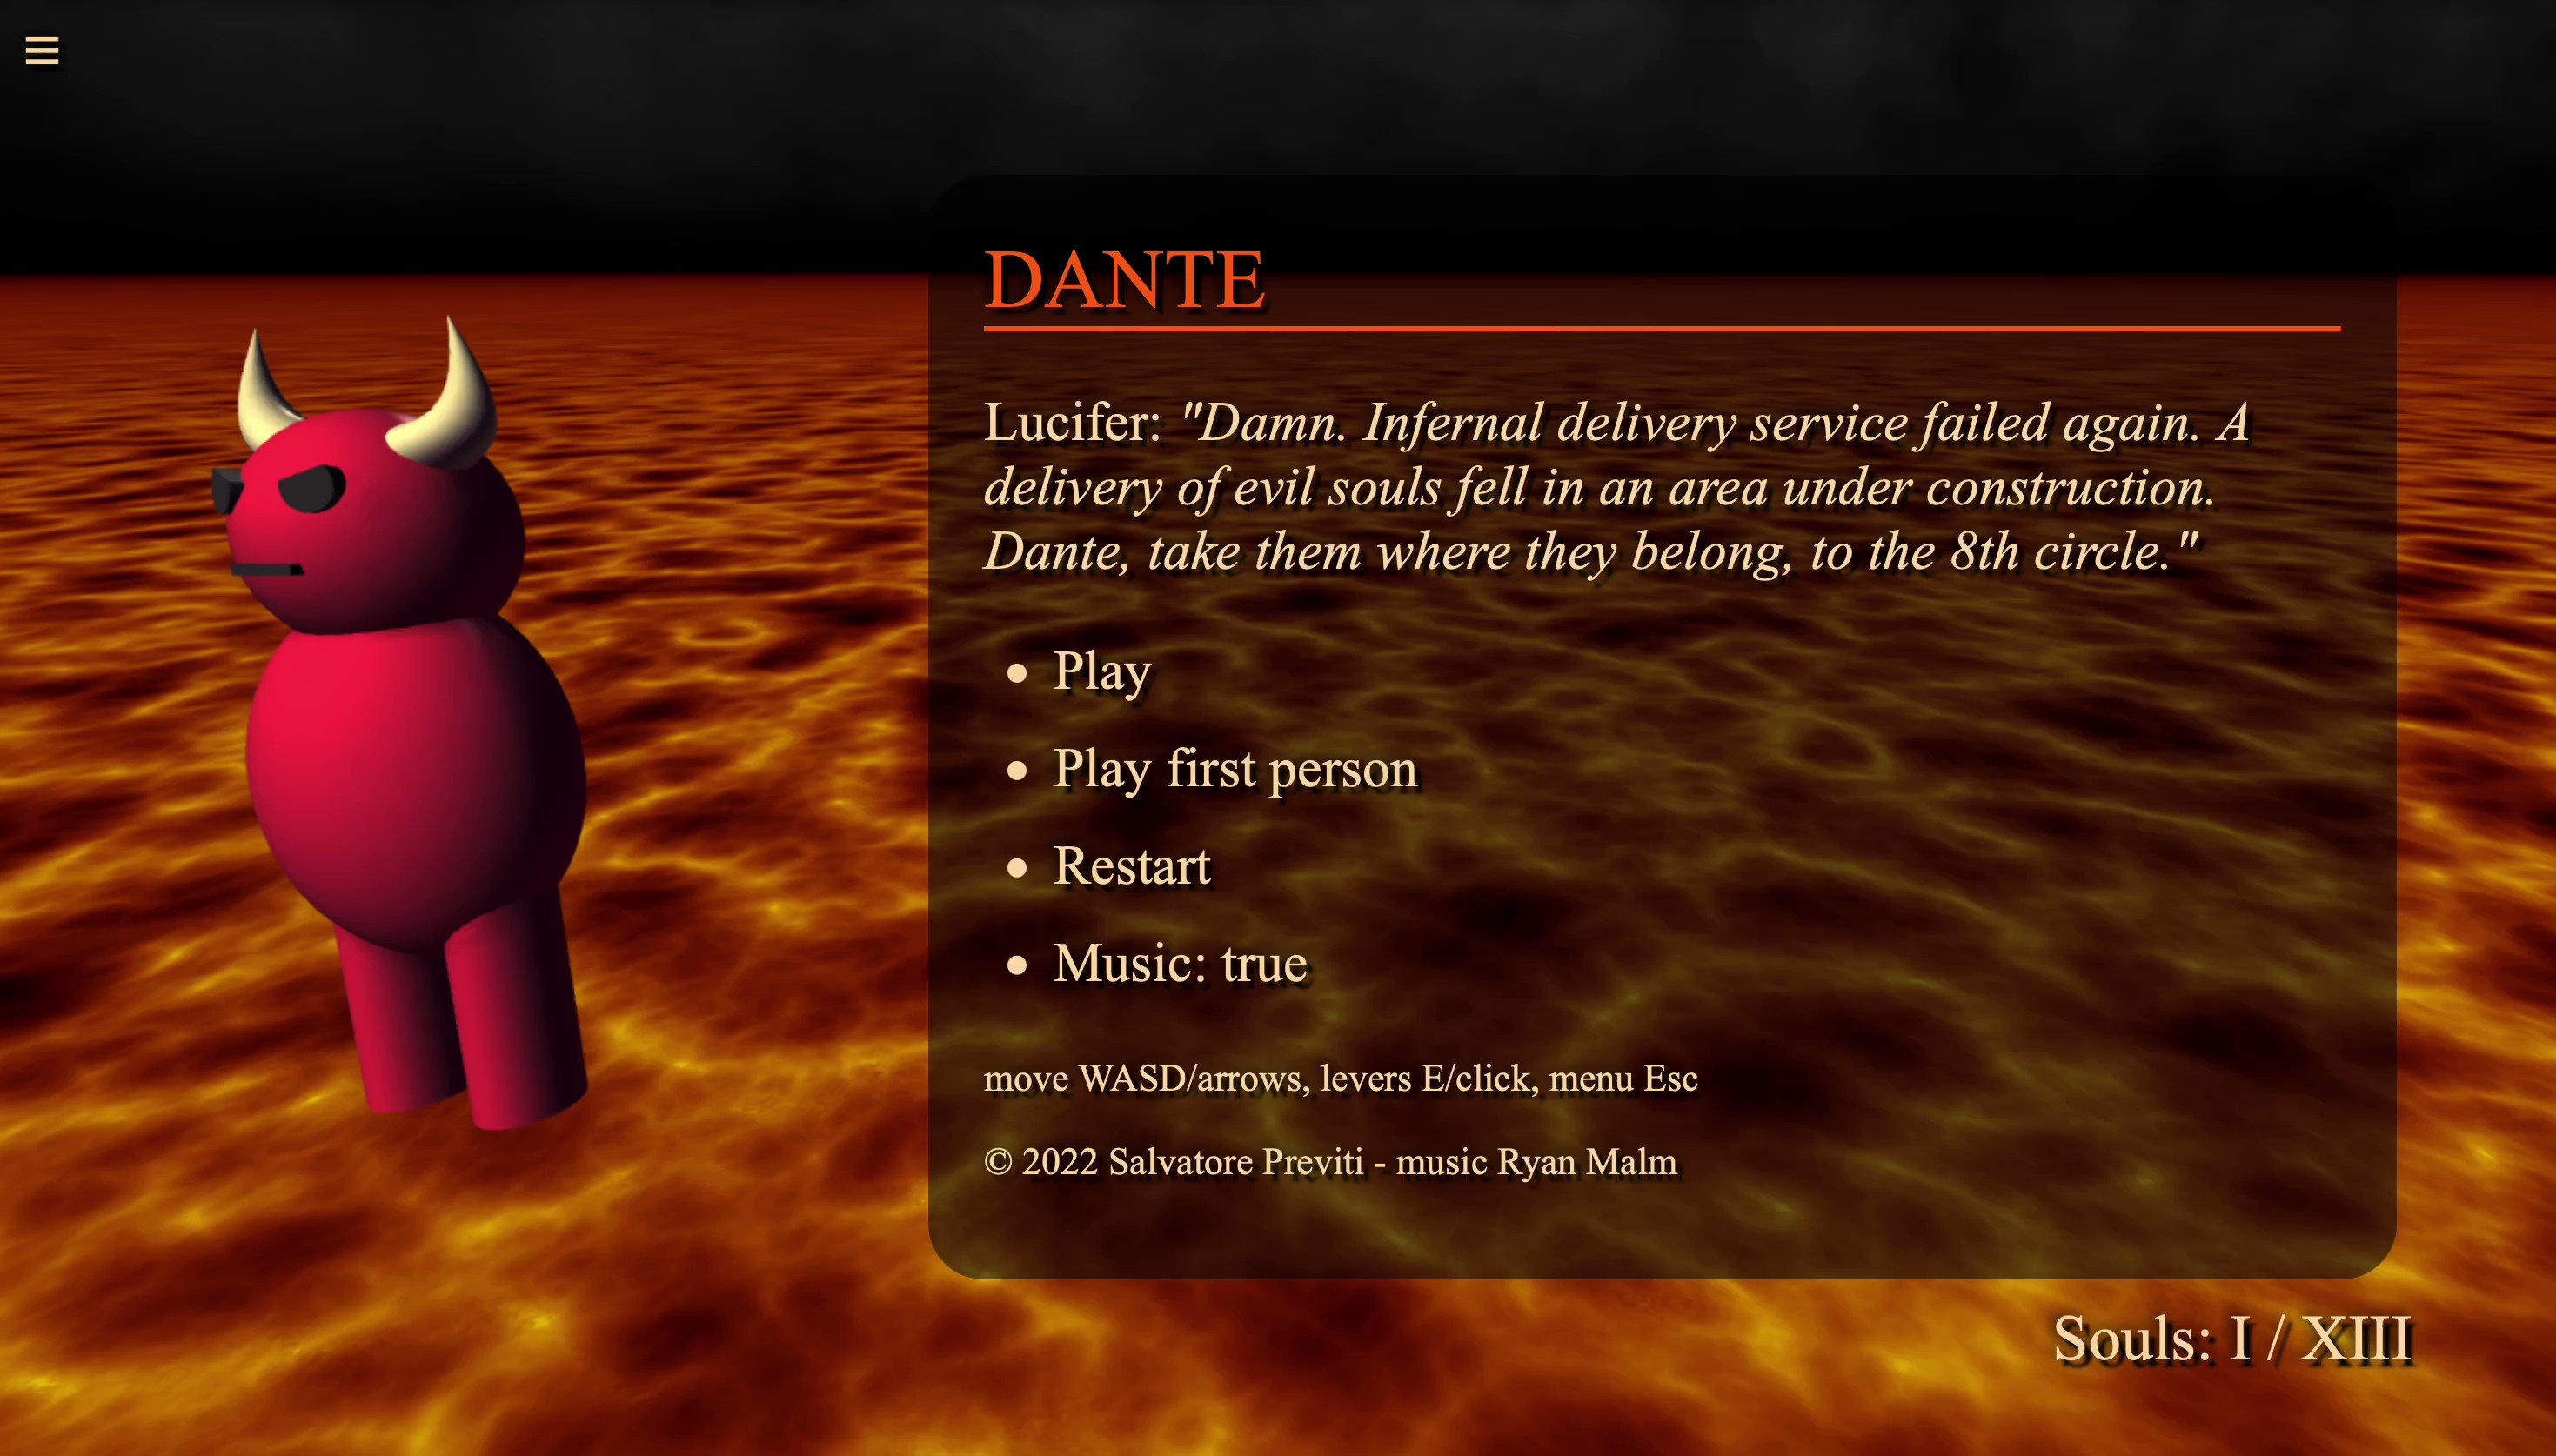 DANTE
Lucifer: "Damn. Infernal delivery service failed again. A
delivery of evil souls fell in an area under construction.
Dante, take them where they belong, to the 8th circle."
Play
Play first person
Restart
Music: true
move WASD/arrows, levers E/click, menu Esc
© 2022 Salvatore Previti - music Ryan Malm
Souls: I / XIII